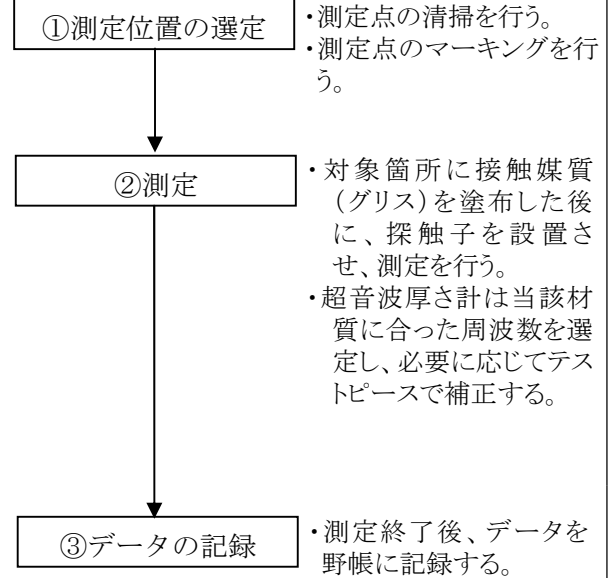 ①測定位置の選定
・測定点の清掃を行う。
・測定点のマーキングを行
う。
②測定
・対象箇所に接触媒質
(グリス)を塗布した後
に、探触子を設置さ
せ、測定を行う。
・超音波厚さ計は当該材
質に合った周波数を選
定し、必要に応じてテス
トピースで補正する。
③データの記録
・測定終了後、データを
野帳に記録する。